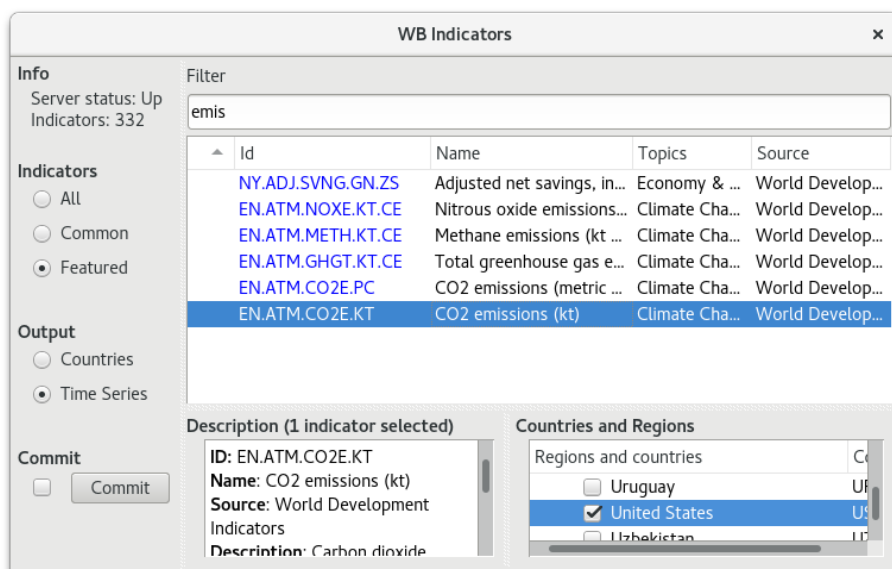 WB Indicators
Info
Server status: Up
Indicators: 332
Indicators
All
Common
Featured
Output
Countries
Time Series
Commit
Commit
Filter
emis
Id Name Topics Source
NY.ADJ.SVNG.GN.ZS Adjusted net savings, in... Economy & ... World Develop...
EN.ATM.NOXE.KT.CE Nitrous oxide emissions... Climate Cha... World Develop...
EN.ATM.METH.KT.CE Methane emissions (kt ... Climate Cha... World Develop...
EN.ATM.GHGT.KT.CE Total greenhouse gas e... Climate Cha... World Develop...
EN.ATM.CO2E.PC CO2 emissions (metric ... Climate Cha... World Develop...
EN.ATM.CO2E.KT CO2 emissions (kt) Climate Cha... World Develop...
Description (1 indicator selected)
ID: EN.ATM.CO2E.KT
Name: CO2 emissions (kt)
Source: World Development
Indicators
Description: Carbon dioxide
Countries and Regions
Regions and countries
Uruguay
United States
Uzbekistan